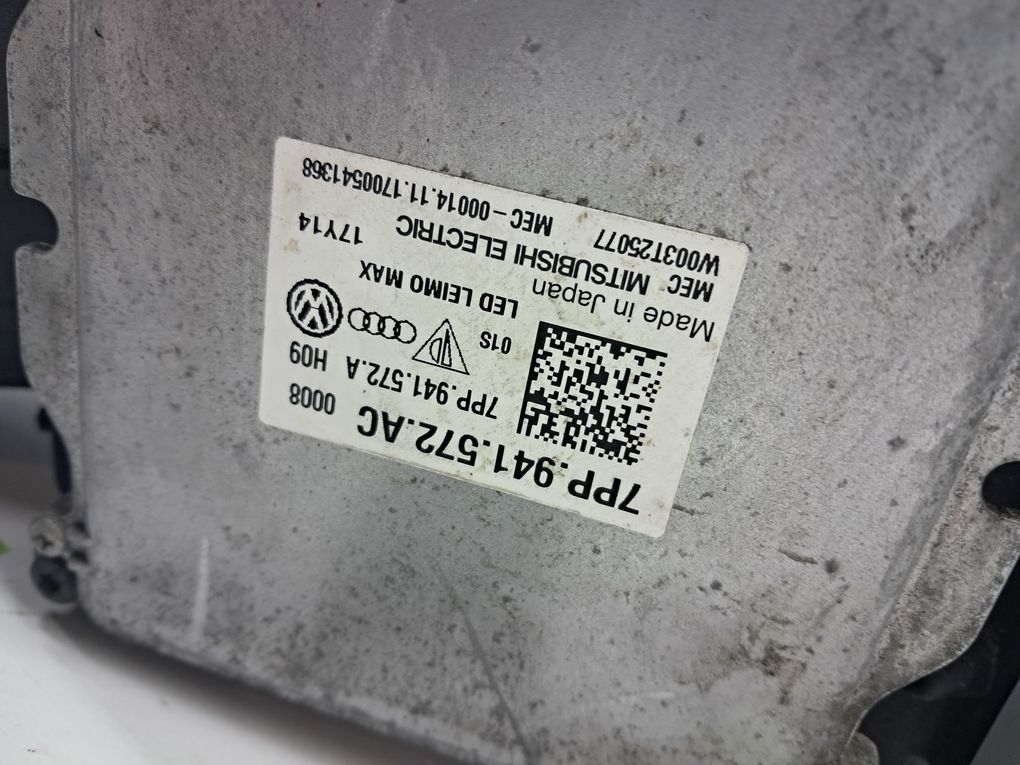 7PP.941.572.AC 0008
7PP.941.572.A H09
01S
LED LEIMO MAX
Made in Japan
MEC MITSUBISHI ELECTRIC 17Y14
W003T25077 MEC-00014.11.1700541368